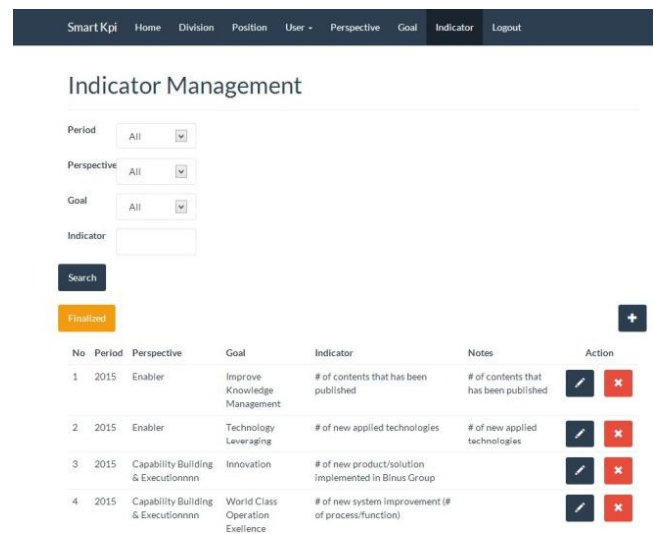 Smart Kpi Home Division Position User Perspective Goal Indicator Logout
Indicator Management
Period All
Perspective All
Goal All
Indicator
Search
Finalized
No Period Perspective Goal Indicator Notes Action
1 2015 Enabler Improve # of contents that has been # of contents that
Knowledge published has been published
Management
2 2015 Enabler Technology # of new applied technologies # of new applied
Leveraging technologies
3 2015 Capability Building Innovation # of new product/solution
& Executionnnn implemented in Binus Group
4 2015 Capability Building World Class # of new system improvement (#
& Executionnnn Operation of process/function)
Exellence